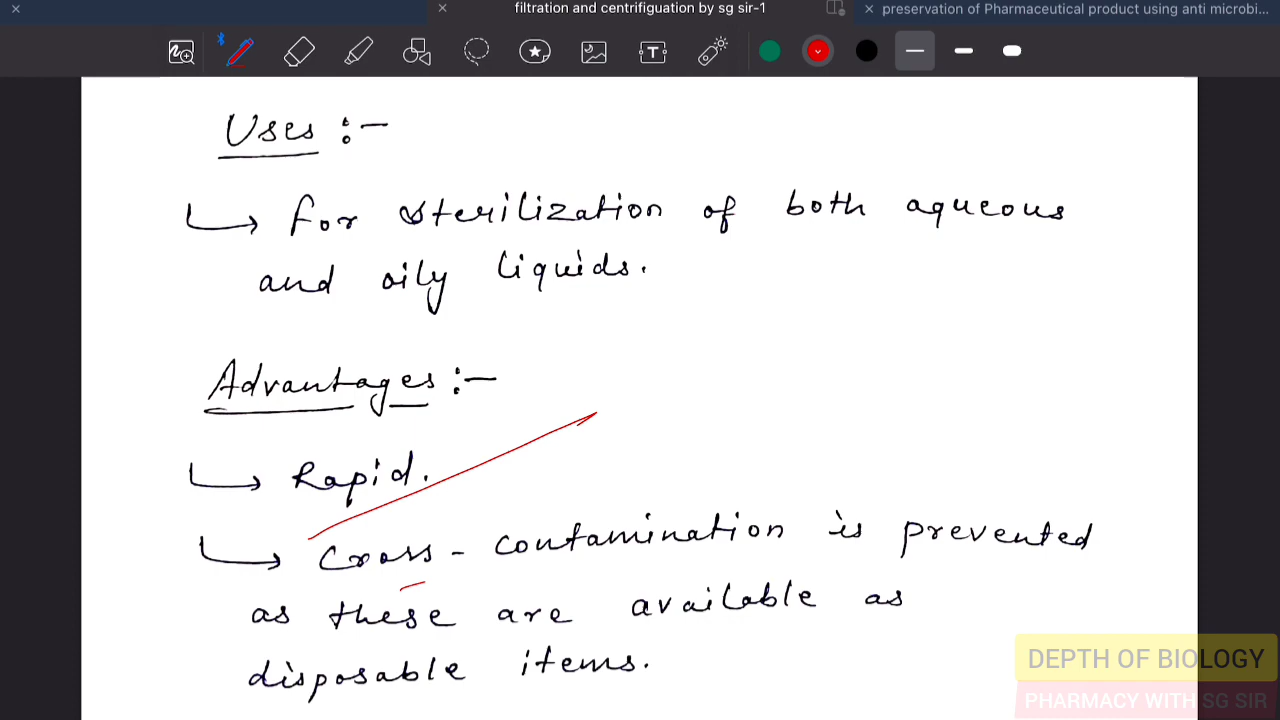 filtration and centrifiguation by sg sir-1
preservation of Pharmaceutical product using anti microbi...
Uses :-
↳ for sterilization of both aqueous
and oily liquids.
Advantages :-
↳ Rapid.
↳ Cross - contamination is prevented
as these are available as
disposable items.
DEPTH OF BIOLOGY
PHARMACY WITH SG SIR